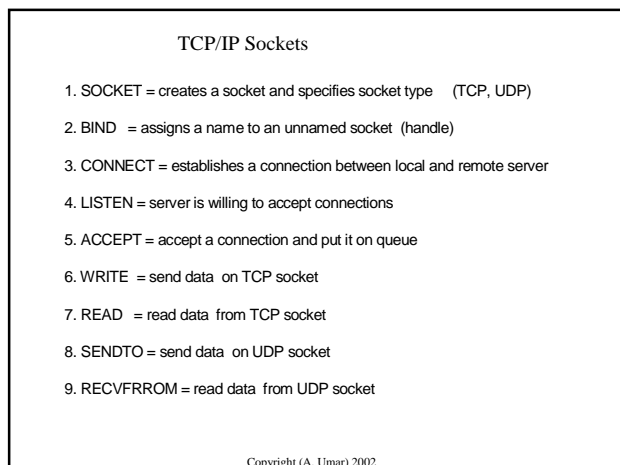 TCP/IP Sockets
1. SOCKET = creates a socket and specifies socket type (TCP, UDP)
2. BIND = assigns a name to an unnamed socket (handle)
3. CONNECT = establishes a connection between local and remote server
4. LISTEN = server is willing to accept connections
5. ACCEPT = accept a connection and put it on queue
6. WRITE = send data on TCP socket
7. READ = read data from TCP socket
8. SENDTO = send data on UDP socket
9. RECVFRROM = read data from UDP socket
Copyright (A. Umar) 2002